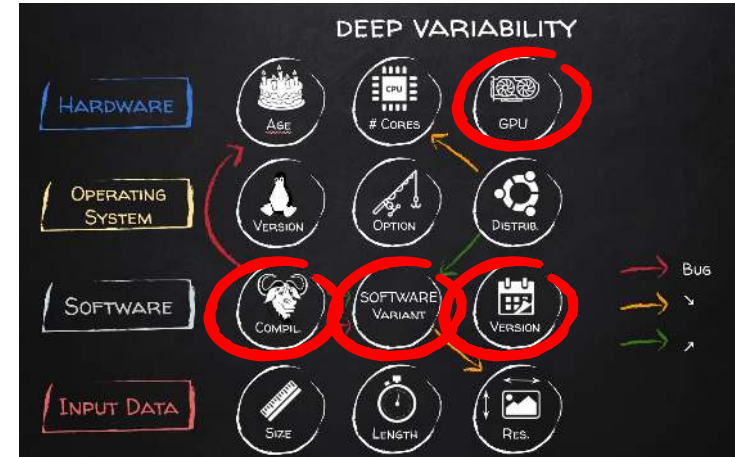 DEEP VARIABILITY
HARDWARE
AGE
CPU
# CORES
GPU
OPERATING
SYSTEM
VERSION
OPTION
DISTRIB.
BUG
SOFTWARE
COMPIL.
SOFTWARE
VARIANT
VERSION
INPUT DATA
SIZE
LENGTH
RES.